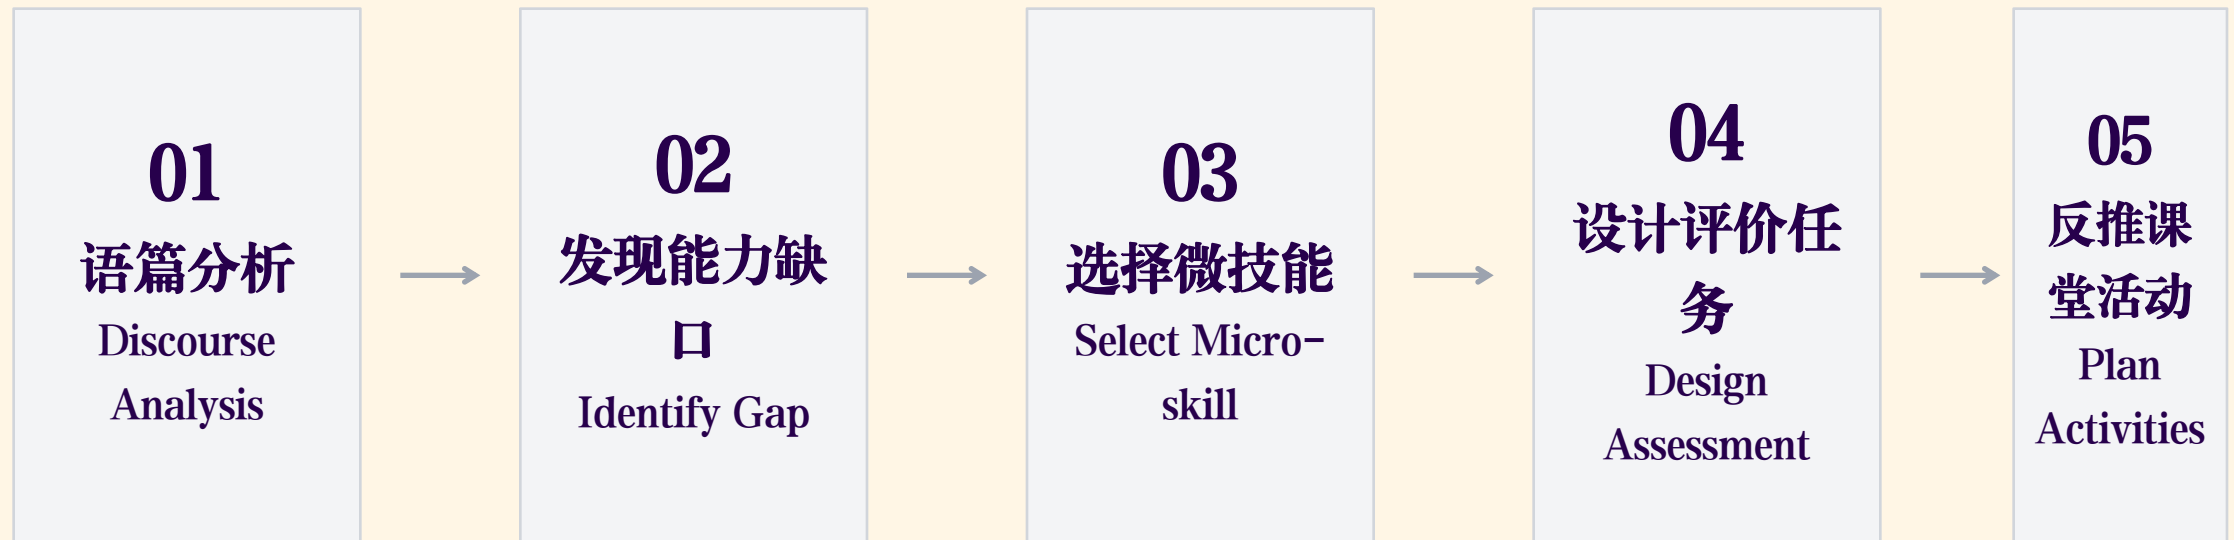 01
语篇分析
Discourse
Analysis
02
发现能力缺
口
Identify Gap
03
选择微技能
Select Micro-
skill
04
设计评价任
务
Design
Assessment
05
反推课
堂活动
Plan
Activities